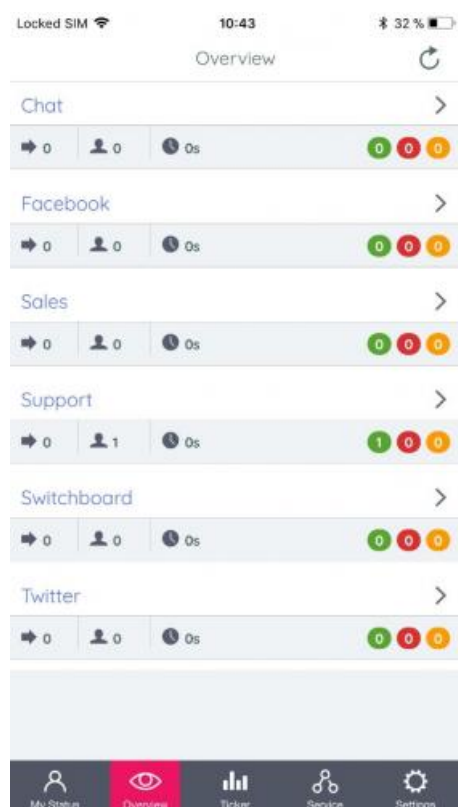 Locked SIM 10:43 32 %
Overview
Chat
0 0 0s 0 0 0
Facebook
0 0 0s 0 0 0
Sales
0 0 0s 0 0 0
Support
0 1 0s 1 0 0
Switchboard
0 0 0s 0 0 0
Twitter
0 0 0s 0 0 0
My Status Overview Ticker Service Settings